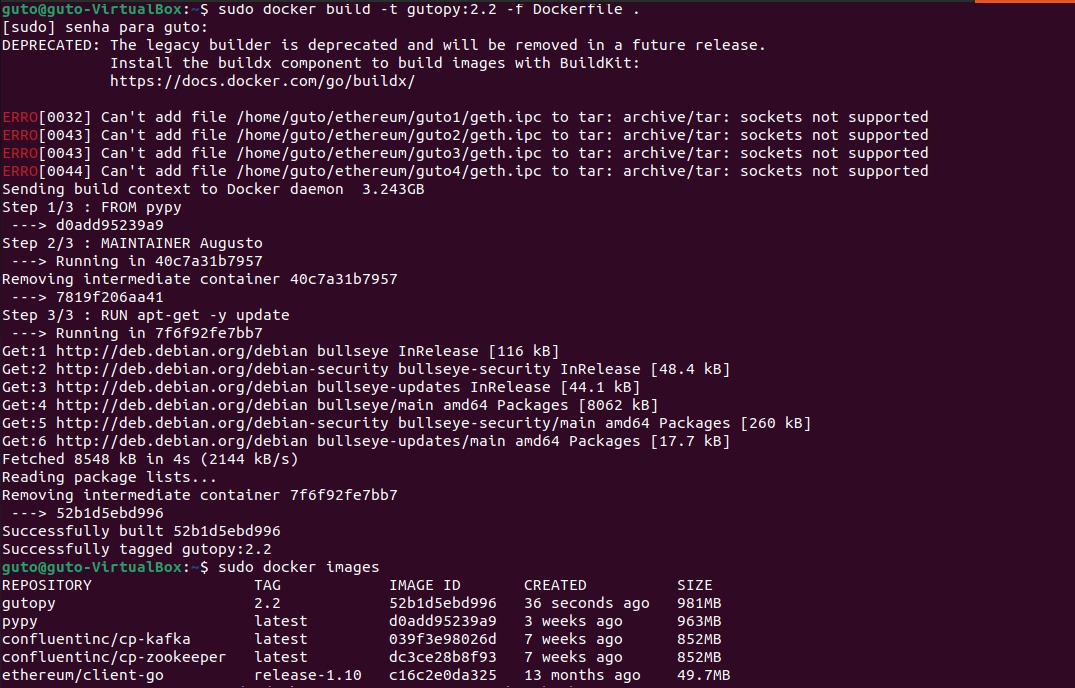 guto@guto-VirtualBox:~$ sudo docker build -t gutopy:2.2 -f Dockerfile .
[sudo] senha para guto:
DEPRECATED: The legacy builder is deprecated and will be removed in a future release.
            Install the buildx component to build images with BuildKit:
            https://docs.docker.com/go/buildx/

ERRO[0032] Can't add file /home/guto/ethereum/guto1/geth.ipc to tar: archive/tar: sockets not supported
ERRO[0043] Can't add file /home/guto/ethereum/guto2/geth.ipc to tar: archive/tar: sockets not supported
ERRO[0043] Can't add file /home/guto/ethereum/guto3/geth.ipc to tar: archive/tar: sockets not supported
ERRO[0044] Can't add file /home/guto/ethereum/guto4/geth.ipc to tar: archive/tar: sockets not supported
Sending build context to Docker daemon  3.243GB
Step 1/3 : FROM pypy
 ---> d0add95239a9
Step 2/3 : MAINTAINER Augusto
 ---> Running in 40c7a31b7957
Removing intermediate container 40c7a31b7957
 ---> 7819f206aa41
Step 3/3 : RUN apt-get -y update
 ---> Running in 7f6f92fe7bb7
Get:1 http://deb.debian.org/debian bullseye InRelease [116 kB]
Get:2 http://deb.debian.org/debian-security bullseye-security InRelease [48.4 kB]
Get:3 http://deb.debian.org/debian bullseye-updates InRelease [44.1 kB]
Get:4 http://deb.debian.org/debian bullseye/main amd64 Packages [8062 kB]
Get:5 http://deb.debian.org/debian-security bullseye-security/main amd64 Packages [260 kB]
Get:6 http://deb.debian.org/debian bullseye-updates/main amd64 Packages [17.7 kB]
Fetched 8548 kB in 4s (2144 kB/s)
Reading package lists...
Removing intermediate container 7f6f92fe7bb7
 ---> 52b1d5ebd996
Successfully built 52b1d5ebd996
Successfully tagged gutopy:2.2
guto@guto-VirtualBox:~$ sudo docker images
REPOSITORY                  TAG            IMAGE ID       CREATED          SIZE
gutopy                      2.2            52b1d5ebd996   36 seconds ago   981MB
pypy                        latest         d0add95239a9   3 weeks ago      963MB
confluentinc/cp-kafka       latest         039f3e98026d   7 weeks ago      852MB
confluentinc/cp-zookeeper   latest         dc3ce28b8f93   7 weeks ago      852MB
ethereum/client-go          release-1.10   c16c2e0da325   13 months ago    49.7MB